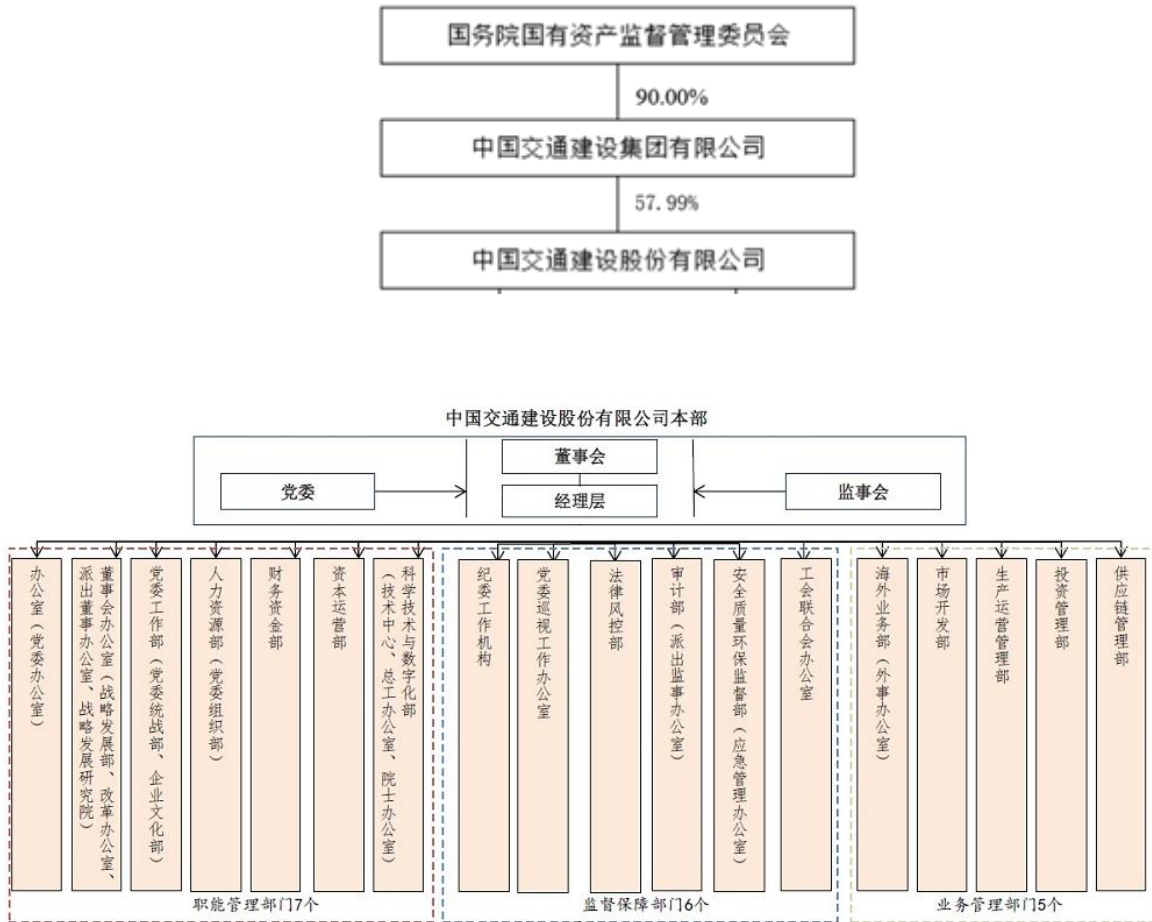 国务院国有资产监督管理委员会
90.00%
中国交通建设集团有限公司
57.99%
中国交通建设股份有限公司
中国交通建设股份有限公司本部
董事会
党委
经理层
监事会
办公室（党委办公室）
董事会办公室（战略发展部、改革办公室、
派出董事办公室、战略发展研究院）
党委工作部（党委统战部、企业文化部）
人力资源部（党委组织部）
财务资金部
资本运营部
科学技术与数字化部
（技术中心、总工办公室、院士办公室）
纪委工作机构
党委巡视工作办公室
法律风控部
审计部（派出监事办公室）
安全质量环保监督部（应急管理办公室）
工会联合会办公室
海外业务部（外事办公室）
市场开发部
生产运营管理部
投资管理部
供应链管理部
职能管理部门7个
监督保障部门6个
业务管理部门5个